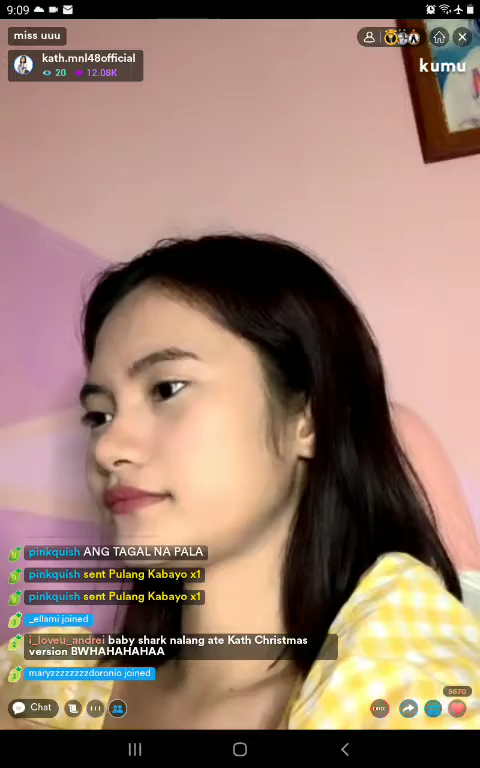 9:09
miss uuu
kath.mnl48official
20 12.08K
kumu
pinkquish ANG TAGAL NA PALA
pinkquish sent Pulang Kabayo x1
pinkquish sent Pulang Kabayo x1
_ellami joined
i_loveu_andrei baby shark nalang ate Kath Christmas
version BWHAHAHAHAA
maryzzzzzzzzdoronio joined
5670
Chat